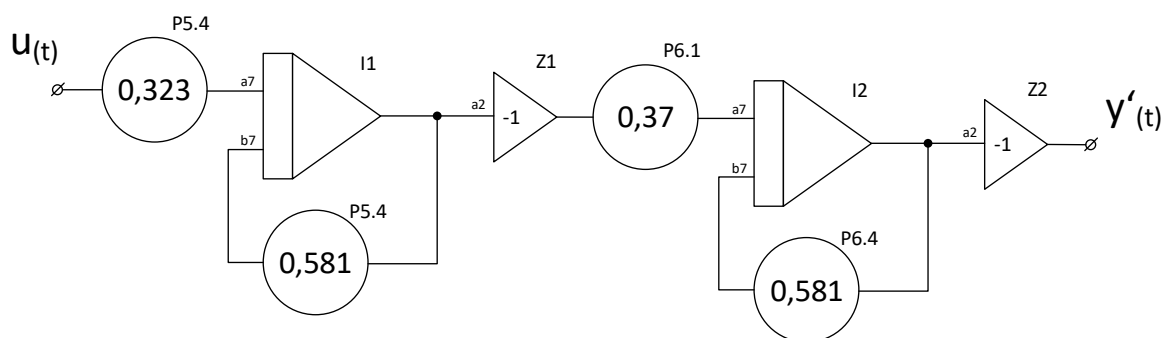 u(t)
P5.4
0,323
a7
b7
I1
P5.4
0,581
Z1
a2
-1
P6.1
0,37
a7
b7
I2
P6.4
0,581
Z2
a2
-1
y‘(t)